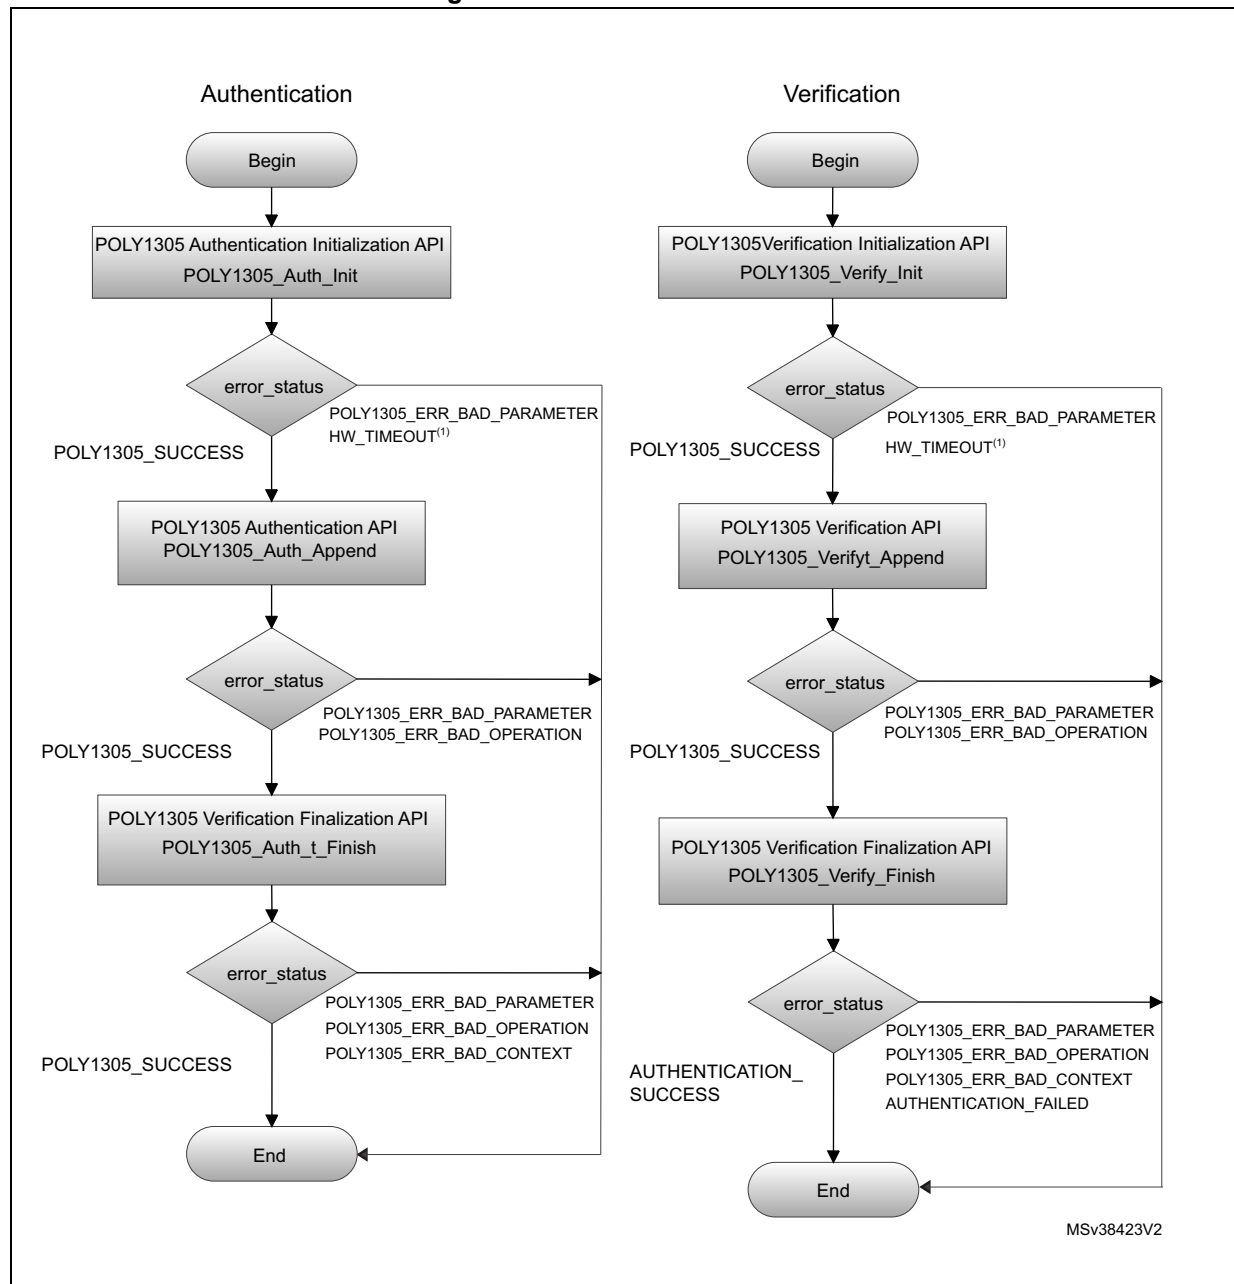 Authentication
Begin
POLY1305 Authentication Initialization API
POLY1305_Auth_Init
error_status
POLY1305_ERR_BAD_PARAMETER
HW_TIMEOUT(1)
POLY1305_SUCCESS
POLY1305 Authentication API
POLY1305_Auth_Append
error_status
POLY1305_ERR_BAD_PARAMETER
POLY1305_ERR_BAD_OPERATION
POLY1305_SUCCESS
POLY1305 Verification Finalization API
POLY1305_Auth_t_Finish
error_status
POLY1305_ERR_BAD_PARAMETER
POLY1305_ERR_BAD_OPERATION
POLY1305_ERR_BAD_CONTEXT
POLY1305_SUCCESS
End
Verification
Begin
POLY1305Verification Initialization API
POLY1305_Verify_Init
error_status
POLY1305_ERR_BAD_PARAMETER
HW_TIMEOUT(1)
POLY1305_SUCCESS
POLY1305 Verification API
POLY1305_Verifyt_Append
error_status
POLY1305_ERR_BAD_PARAMETER
POLY1305_ERR_BAD_OPERATION
POLY1305_SUCCESS
POLY1305 Verification Finalization API
POLY1305_Verify_Finish
error_status
POLY1305_ERR_BAD_PARAMETER
POLY1305_ERR_BAD_OPERATION
POLY1305_ERR_BAD_CONTEXT
AUTHENTICATION_FAILED
AUTHENTICATION_
SUCCESS
End
MSv38423V2